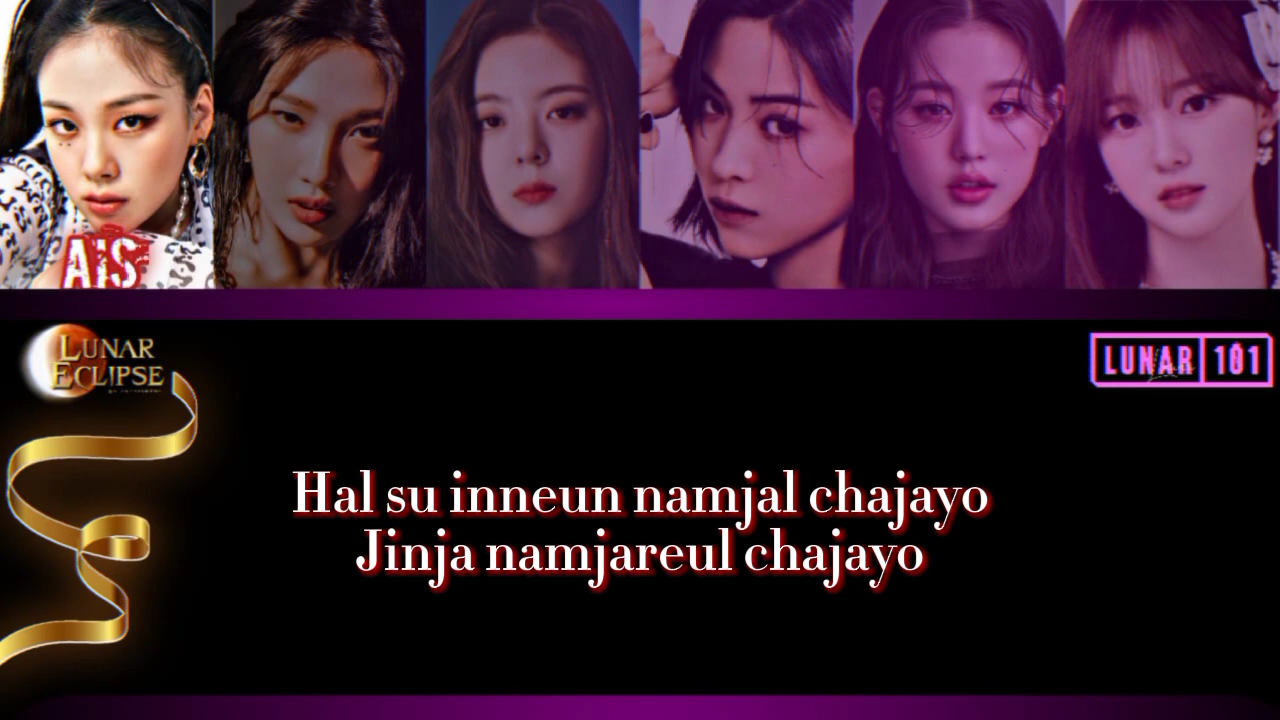 AIS
LUNAR
ECLIPSE
LUNAR 101
Hal su inneun namjal chajayo
Jinja namjareul chajayo